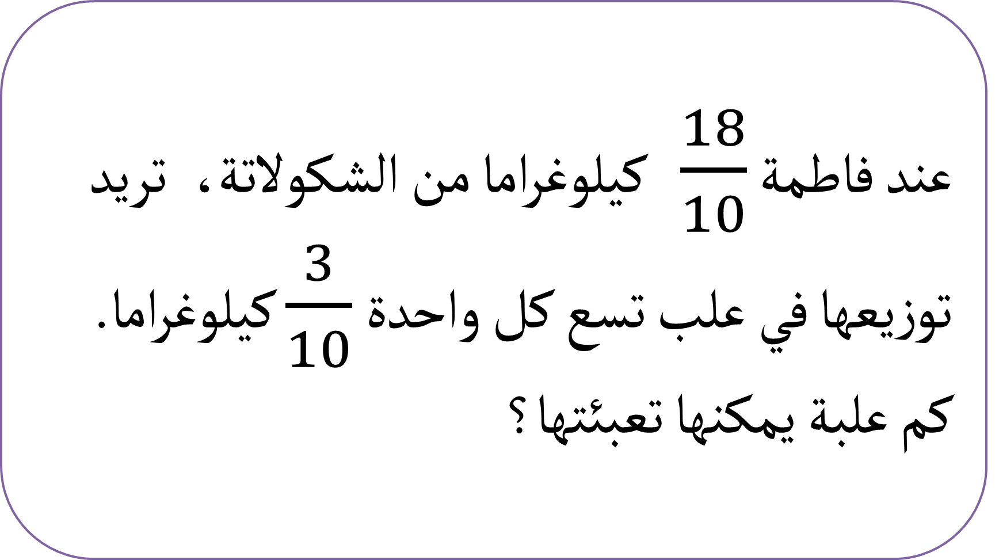 عند فاطمة 18/10 كيلوغراما من الشكولاتة، تريد
توزيعها في علب تسع كل واحدة 3/10 كيلوغراما.
كم علبة يمكنها تعبئتها؟